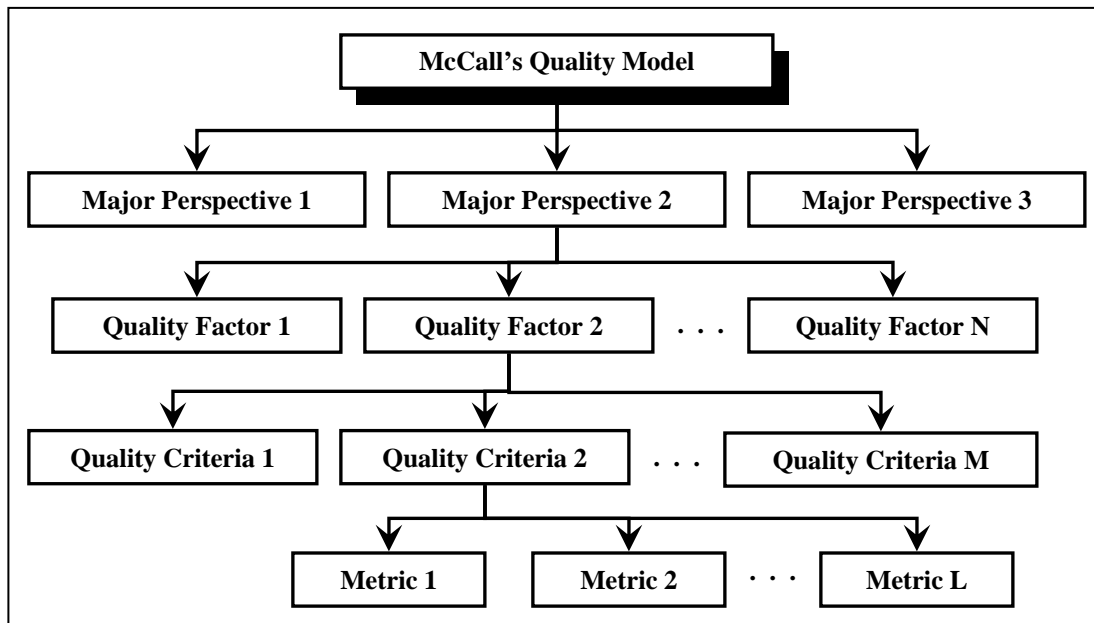 McCall's Quality Model
Major Perspective 1 Major Perspective 2 Major Perspective 3
Quality Factor 1 Quality Factor 2 . . . Quality Factor N
Quality Criteria 1 Quality Criteria 2 . . . Quality Criteria M
Metric 1 Metric 2 . . . Metric L